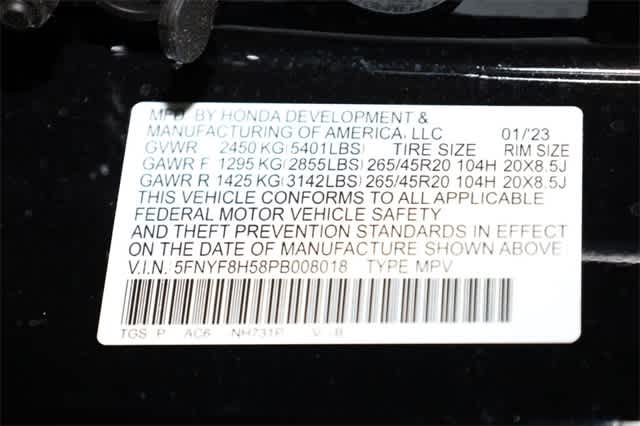 MFD. BY HONDA DEVELOPMENT &
MANUFACTURING OF AMERICA, LLC 01/'23
GVWR 2450 KG (5401LBS) TIRE SIZE RIM SIZE
GAWR F 1295 KG (2855LBS) 265/45R20 104H 20X8.5J
GAWR R 1425 KG (3142LBS) 265/45R20 104H 20X8.5J
THIS VEHICLE CONFORMS TO ALL APPLICABLE
FEDERAL MOTOR VEHICLE SAFETY
AND THEFT PREVENTION STANDARDS IN EFFECT
ON THE DATE OF MANUFACTURE SHOWN ABOVE
V.I.N. 5FNYF8H58PB008018 TYPE MPV
TGS P AC6 NH731P V B